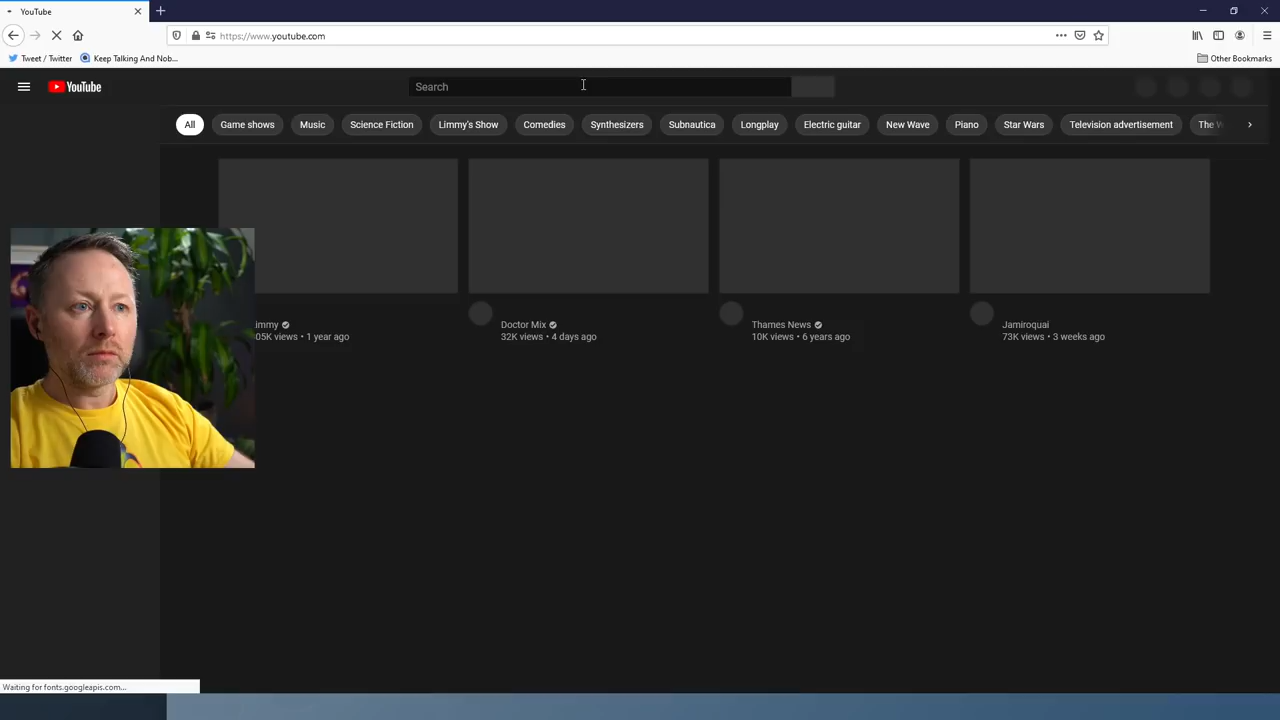 YouTube
https://www.youtube.com
Tweet / Twitter
Keep Talking And Nob...
Other Bookmarks
YouTube
Search
All
Game shows
Music
Science Fiction
Limmy's Show
Comedies
Synthesizers
Subnautica
Longplay
Electric guitar
New Wave
Piano
Star Wars
Television advertisement
The W
immy
05K views • 1 year ago
Doctor Mix
32K views • 4 days ago
Thames News
10K views • 6 years ago
Jamiroquai
73K views • 3 weeks ago
Waiting for fonts.googleapis.com...